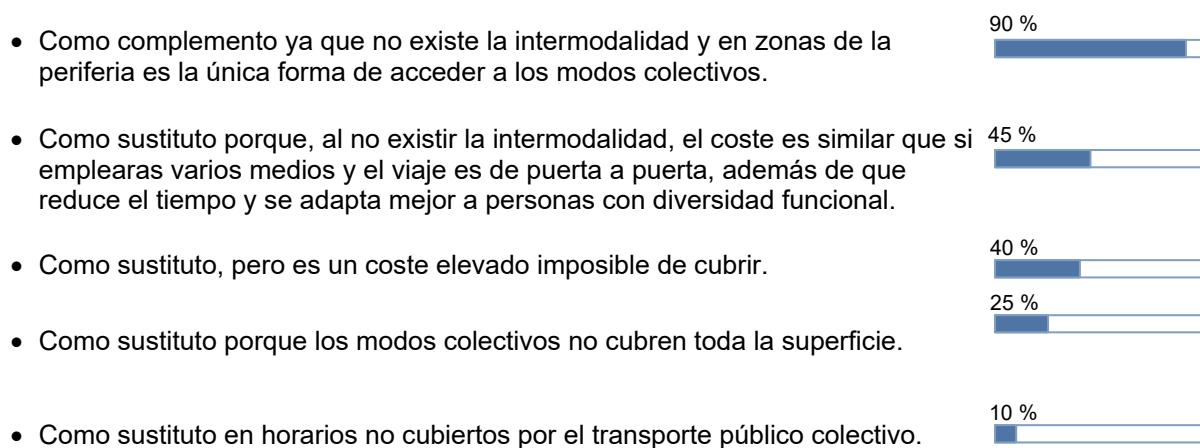 90 %
• Como complemento ya que no existe la intermodalidad y en zonas de la
periferia es la única forma de acceder a los modos colectivos.
• Como sustituto porque, al no existir la intermodalidad, el coste es similar que si
45 %
emplearas varios medios y el viaje es de puerta a puerta, además de que
reduce el tiempo y se adapta mejor a personas con diversidad funcional.
40 %
• Como sustituto, pero es un coste elevado imposible de cubrir.
25 %
• Como sustituto porque los modos colectivos no cubren toda la superficie.
10 %
• Como sustituto en horarios no cubiertos por el transporte público colectivo.